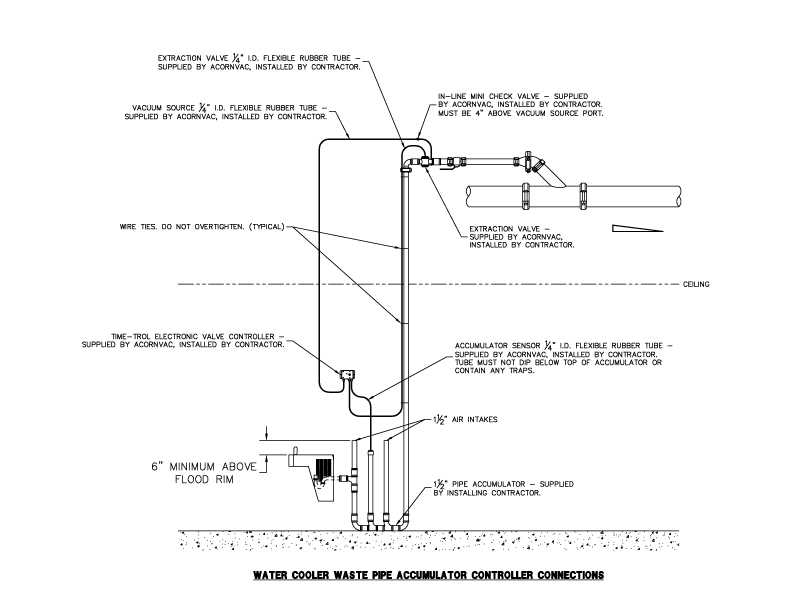 EXTRACTION VALVE ¼" I.D. FLEXIBLE RUBBER TUBE –
SUPPLIED BY ACORNVAC, INSTALLED BY CONTRACTOR.
IN-LINE MINI CHECK VALVE – SUPPLIED
BY ACORNVAC, INSTALLED BY CONTRACTOR.
MUST BE 4" ABOVE VACUUM SOURCE PORT.
VACUUM SOURCE ¼" I.D. FLEXIBLE RUBBER TUBE –
SUPPLIED BY ACORNVAC, INSTALLED BY CONTRACTOR.
WIRE TIES. DO NOT OVERTIGHTEN. (TYPICAL)
EXTRACTION VALVE –
SUPPLIED BY ACORNVAC,
INSTALLED BY CONTRACTOR.
CEILING
TIME-TROL ELECTRONIC VALVE CONTROLLER –
SUPPLIED BY ACORNVAC, INSTALLED BY CONTRACTOR.
ACCUMULATOR SENSOR ¼" I.D. FLEXIBLE RUBBER TUBE –
SUPPLIED BY ACORNVAC, INSTALLED BY CONTRACTOR.
TUBE MUST NOT DIP BELOW TOP OF ACCUMULATOR OR
CONTAIN ANY TRAPS.
1½" AIR INTAKES
6" MINIMUM ABOVE
FLOOD RIM
1½" PIPE ACCUMULATOR – SUPPLIED
BY INSTALLING CONTRACTOR.
WATER COOLER WASTE PIPE ACCUMULATOR CONTROLLER CONNECTIONS